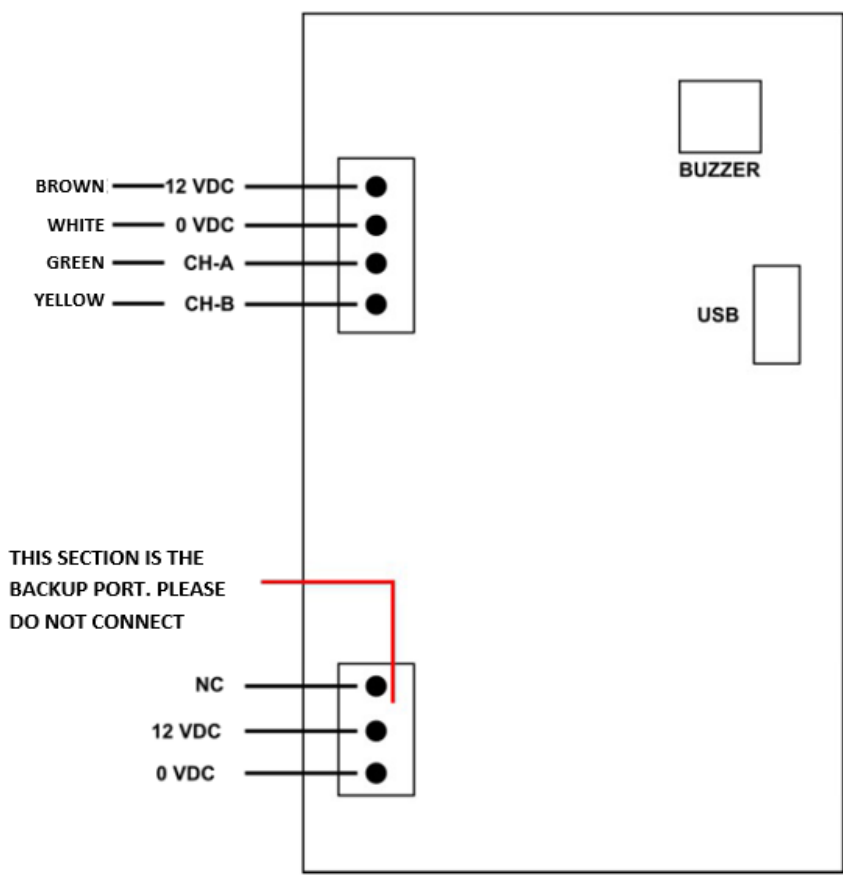 BUZZER
BROWN 12 VDC
WHITE 0 VDC
GREEN CH-A
YELLOW CH-B
USB
THIS SECTION IS THE
BACKUP PORT. PLEASE
DO NOT CONNECT
NC
12 VDC
0 VDC